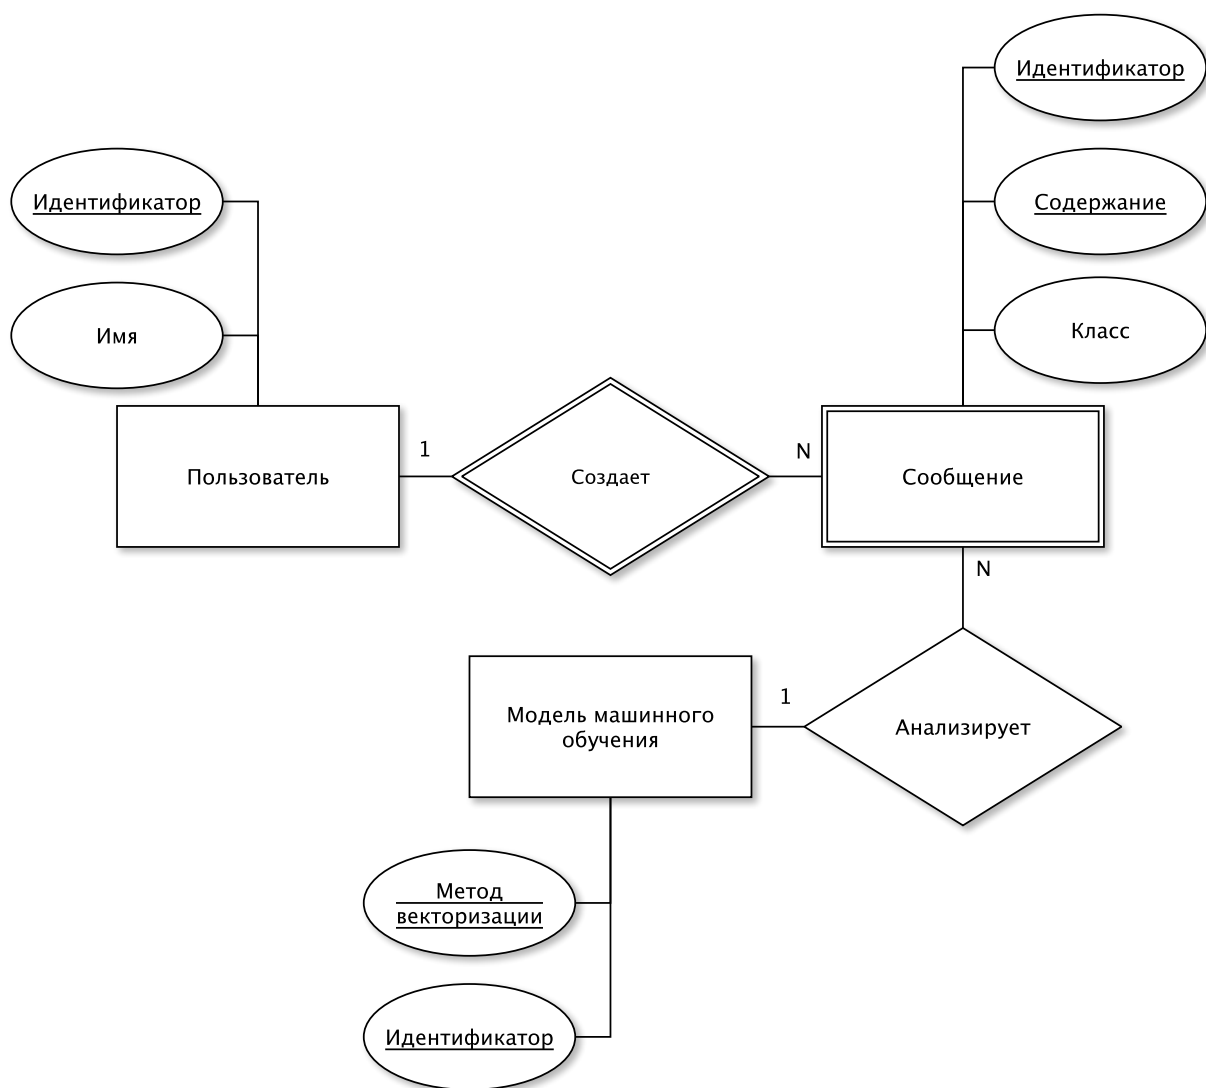 Идентификатор
Идентификатор
Содержание
Имя
Класс
Пользователь
1
Создает
N
Сообщение
N
Модель машинного
обучения
1
Анализирует
Метод
векторизации
Идентификатор